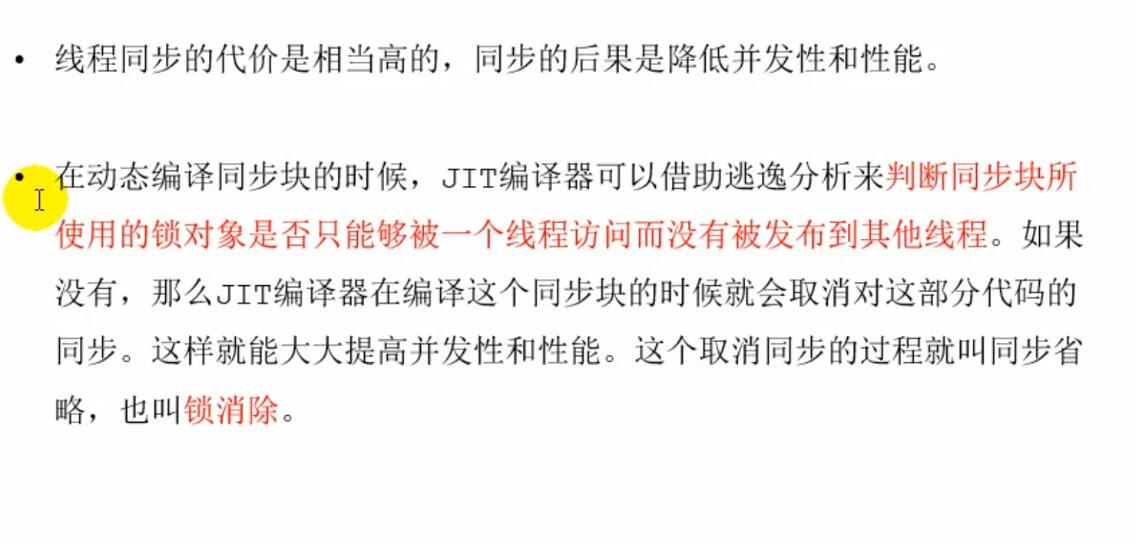 • 线程同步的代价是相当高的，同步的后果是降低并发性和性能。
• 在动态编译同步块的时候，JIT编译器可以借助逃逸分析来判断同步块所
使用的锁对象是否只能够被一个线程访问而没有被发布到其他线程。如果
没有，那么JIT编译器在编译这个同步块的时候就会取消对这部分代码的
同步。这样就能大大提高并发性和性能。这个取消同步的过程就叫同步省
略，也叫锁消除。